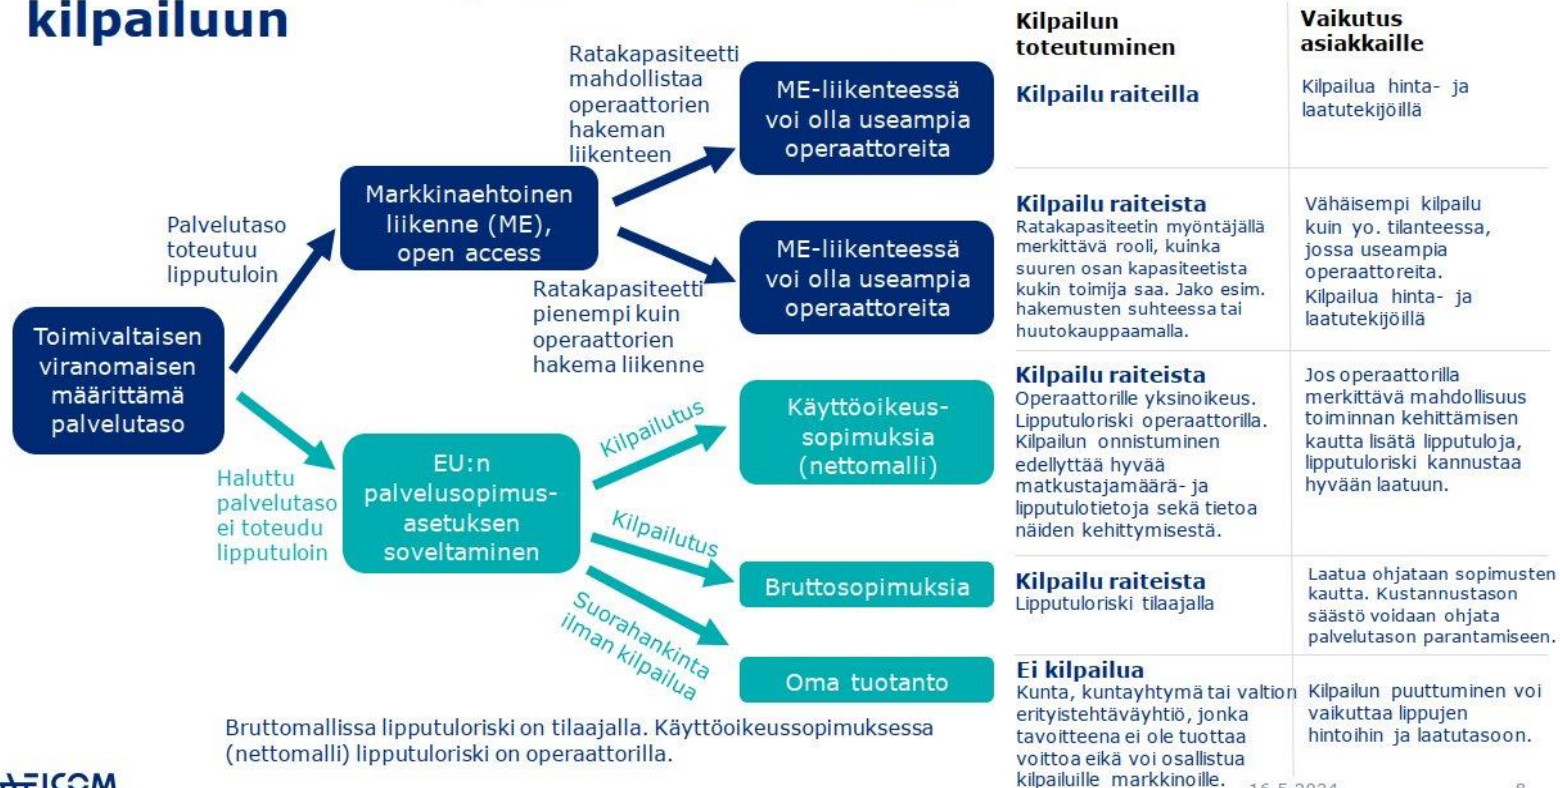 kilpailuun
Toimivaltaisen
viranomaisen
määrittämä
palvelutaso
Palvelutaso
toteutuu
lipputuloin
Haluttu
palvelutaso
ei toteudu
lipputuloin
Markkinaehtoinen
liikenne (ME),
open access
EU:n
palvelusopimus-
asetuksen
soveltaminen
Ratakapasiteetti
mahdollistaa
operaattorien
hakeman
liikenteen
Ratakapasiteetti
pienempi kuin
operaattorien
hakema liikenne
Kilpailutus
Kilpailutus
Suorahankinta
ilman kilpailua
ME-liikenteessä
voi olla useampia
operaattoreita
ME-liikenteessä
voi olla useampia
operaattoreita
Käyttöoikeus-
sopimuksia
(nettomalli)
Bruttosopimuksia
Oma tuotanto
Kilpailun
toteutuminen
Vaikutus
asiakkaille
Kilpailu raiteilla
Kilpailua hinta- ja
laatutekijöillä
Kilpailu raiteista
Ratakapasiteetin myöntäjällä
merkittävä rooli, kuinka
suuren osan kapasiteetista
kukin toimija saa. Jako esim.
hakemusten suhteessa tai
huutokauppaamalla.
Vähäisempi kilpailu
kuin yo. tilanteessa,
jossa useampia
operaattoreita.
Kilpailua hinta- ja
laatutekijöillä
Kilpailu raiteista
Operaattorille yksinoikeus.
Lipputuloriski operaattorilla.
Kilpailun onnistuminen
edellyttää hyvää
matkustajamäärä- ja
lipputulotietoja sekä tietoa
näiden kehittymisestä.
Jos operaattorilla
merkittävä mahdollisuus
toiminnan kehittämisen
kautta lisätä lipputuloja,
lipputuloriski kannustaa
hyvään laatuun.
Kilpailu raiteista
Lipputuloriski tilaajalla
Laatua ohjataan sopimusten
kautta. Kustannustason
säästö voidaan ohjata
palvelutason parantamiseen.
Ei kilpailua
Kunta, kuntayhtymä tai valtion
erityistehtäväyhtiö, jonka
tavoitteena ei ole tuottaa
voittoa eikä voi osallistua
kilpailuille markkinoille.
Kilpailun puuttuminen voi
vaikuttaa lippujen
hintoihin ja laatutasoon.
Bruttomallissa lipputuloriski on tilaajalla. Käyttöoikeussopimuksessa
(nettomalli) lipputuloriski on operaattorilla.
16.5.2024
8